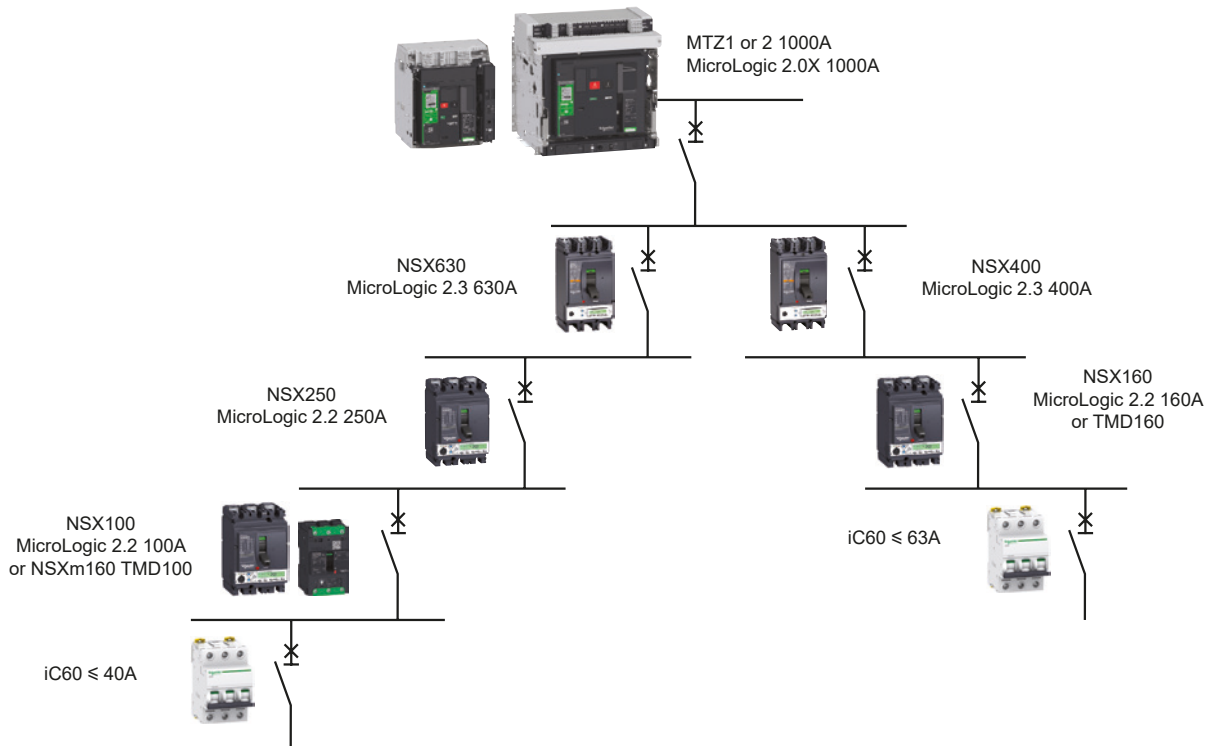 MTZ1 or 2 1000A
MicroLogic 2.0X 1000A
NSX630
MicroLogic 2.3 630A
NSX400
MicroLogic 2.3 400A
NSX250
MicroLogic 2.2 250A
NSX160
MicroLogic 2.2 160A
or TMD160
NSX100
MicroLogic 2.2 100A
or NSXm160 TMD100
iC60 ⩽ 63A
iC60 ⩽ 40A